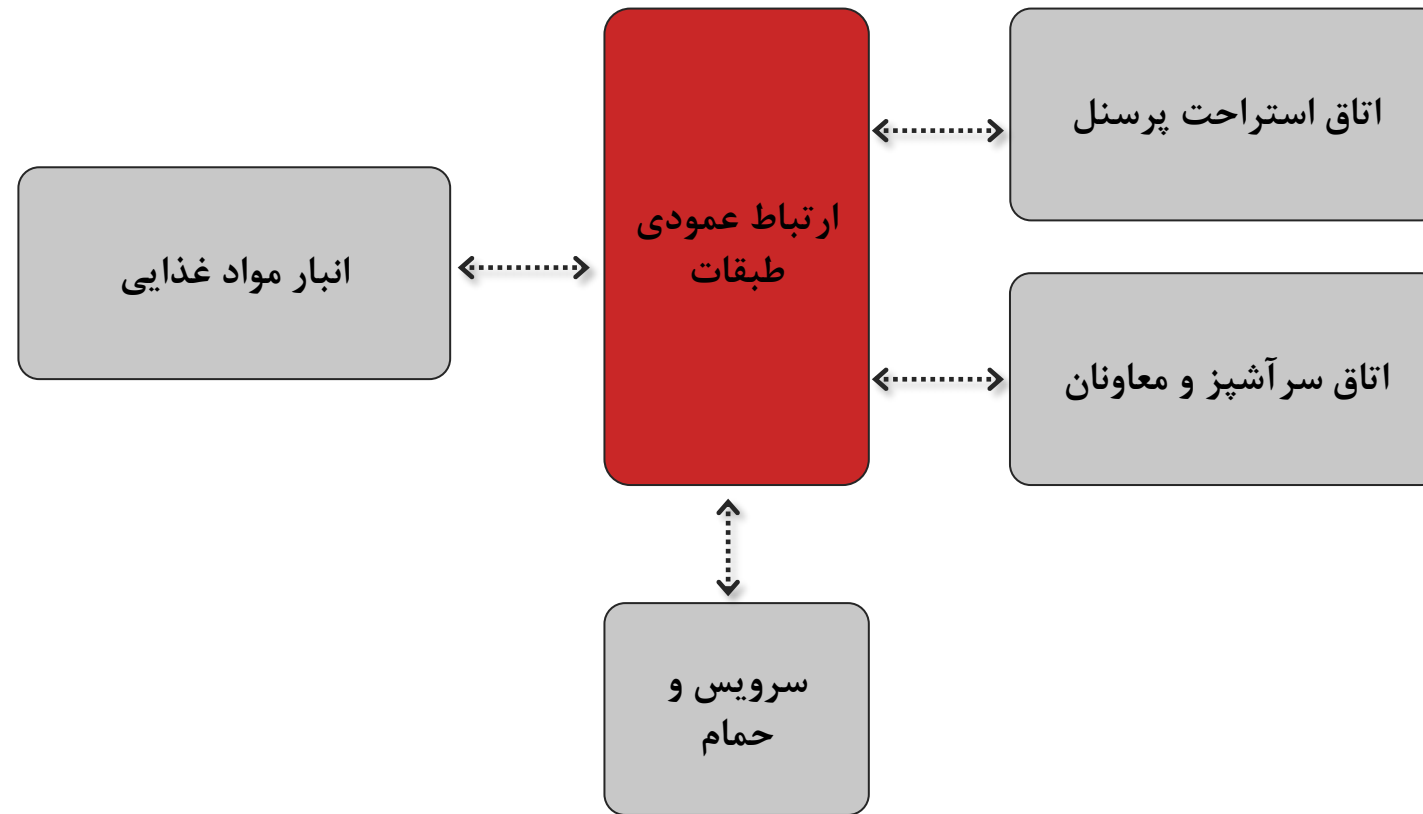 اتاق استراحت پرسنل
ارتباط عمودی
طبقات
انبار مواد غذایی
اتاق سرآشپز و معاونان
سرویس و
حمام